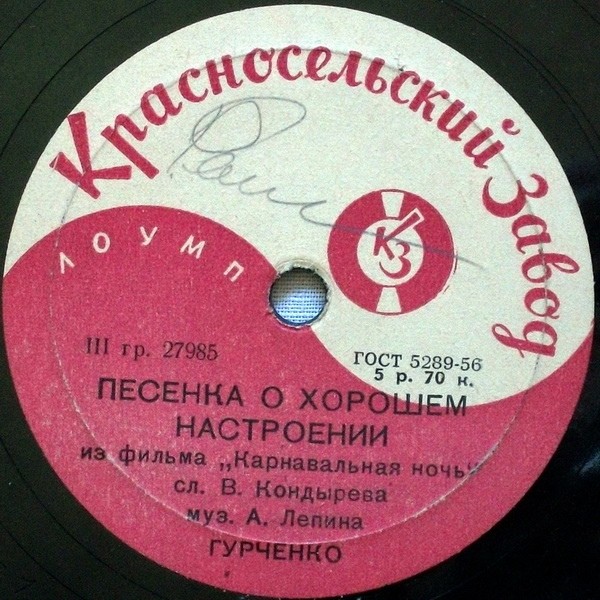 Красносельский Завод
ЛОУМП
КЗ
III гр. 27985
ГОСТ 5289-56
5 р. 70 к.
ПЕСЕНКА О ХОРОШЕМ
НАСТРОЕНИИ
из фильма „Карнавальная ночь“
сл. В. Кондырева
муз. А. Лепина
ГУРЧЕНКО